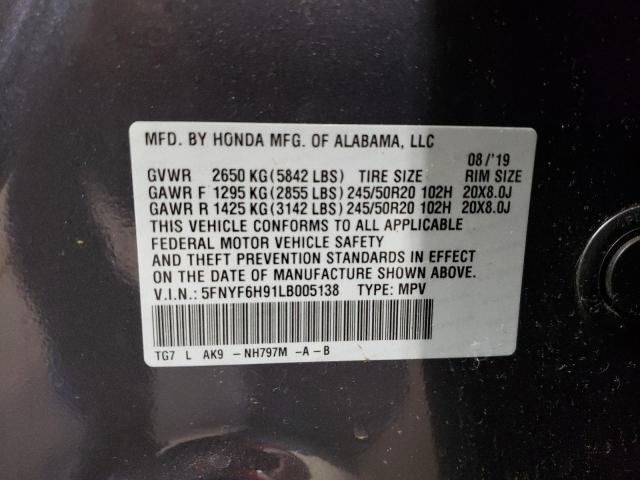 MFD. BY HONDA MFG. OF ALABAMA, LLC
08/'19
GVWR 2650 KG(5842 LBS) TIRE SIZE RIM SIZE
GAWR F 1295 KG(2855 LBS)245/50R20 102H 20X8.0J
GAWR R 1425 KG(3142 LBS)245/50R20 102H 20X8.0J
THIS VEHICLE CONFORMS TO ALL APPLICABLE
FEDERAL MOTOR VEHICLE SAFETY
AND THEFT PREVENTION STANDARDS IN EFFECT
ON THE DATE OF MANUFACTURE SHOWN ABOVE.
V.I.N.: 5FNYF6H91LB005138 TYPE: MPV
TG7 L AK9 -NH797M -A-B